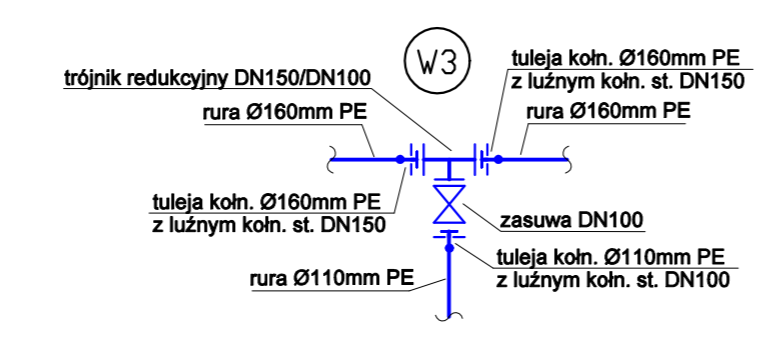 W3
tuleja kołn. Ø160mm PE
z luźnym kołn. st. DN150
trójnik redukcyjny DN150/DN100
rura Ø160mm PE
rura Ø160mm PE
tuleja kołn. Ø160mm PE
z luźnym kołn. st. DN150
zasuwa DN100
tuleja kołn. Ø110mm PE
z luźnym kołn. st. DN100
rura Ø110mm PE